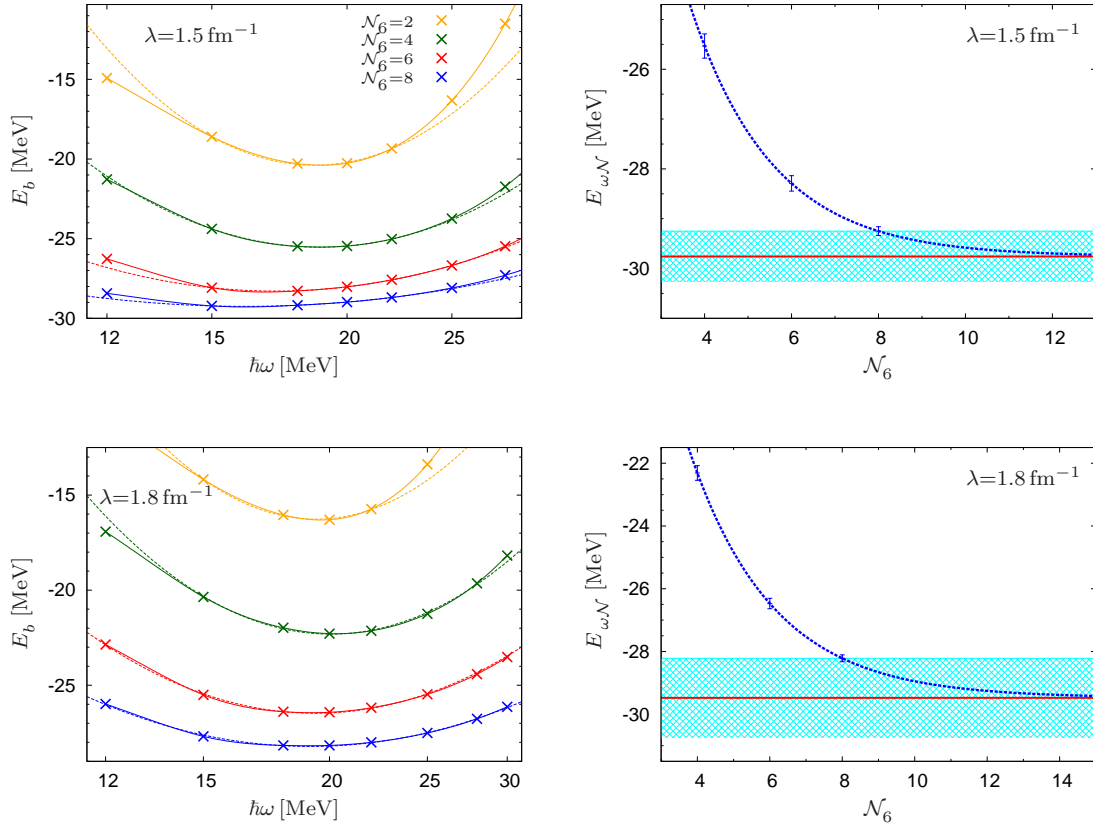 λ=1.5 fm⁻¹
𝒩₆=2
𝒩₆=4
𝒩₆=6
𝒩₆=8
-15
-20
-25
-30
E_b [MeV]
12 15 20 25
ħω [MeV]
λ=1.5 fm⁻¹
-26
-28
-30
E_ω𝒩 [MeV]
4 6 8 10 12
𝒩₆
λ=1.8 fm⁻¹
-15
-20
-25
E_b [MeV]
12 15 20 25 30
ħω [MeV]
λ=1.8 fm⁻¹
-22
-24
-26
-28
-30
E_ω𝒩 [MeV]
4 6 8 10 12 14
𝒩₆